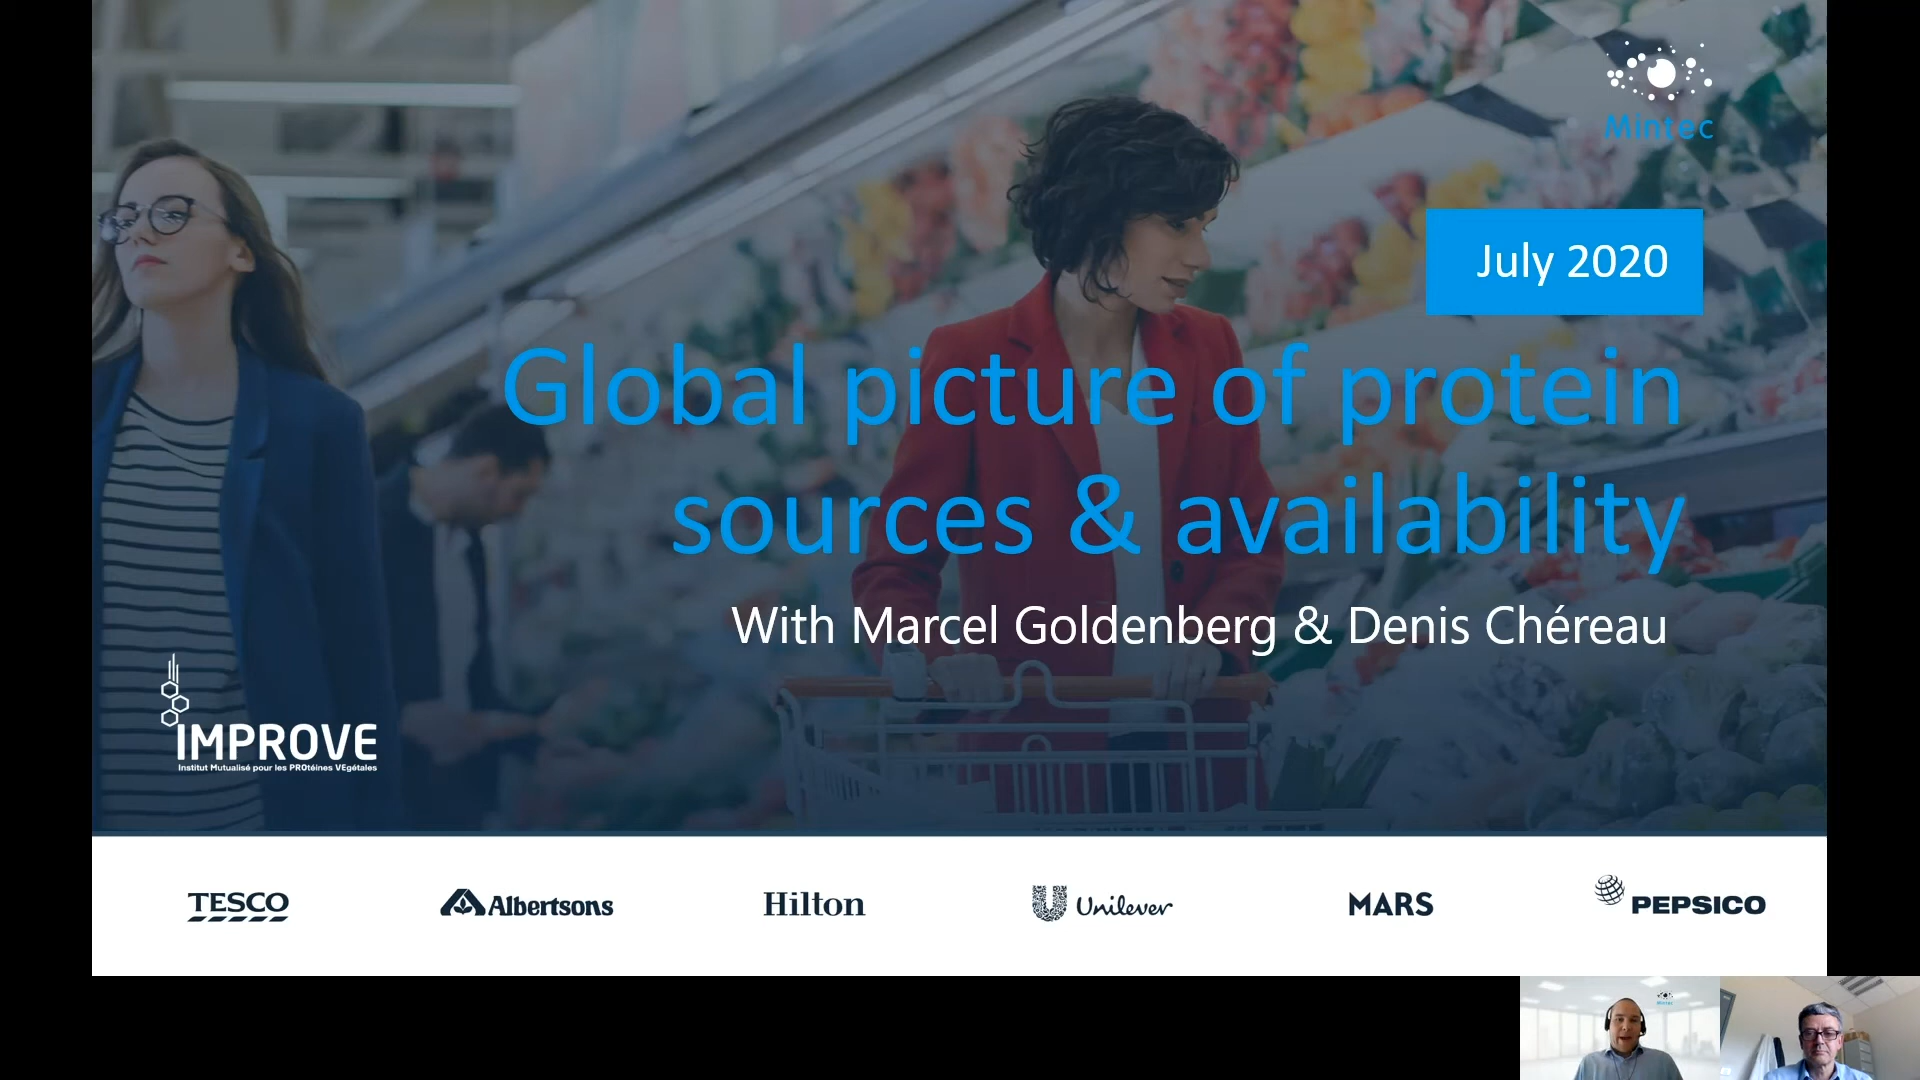 Mintec
July 2020
Global picture of protein
sources & availability
With Marcel Goldenberg & Denis Chéreau
IMPROVE
Institut Mutualisé pour les PROtéines VEgétales
TESCO
Albertsons
Hilton
Unilever
MARS
PEPSICO